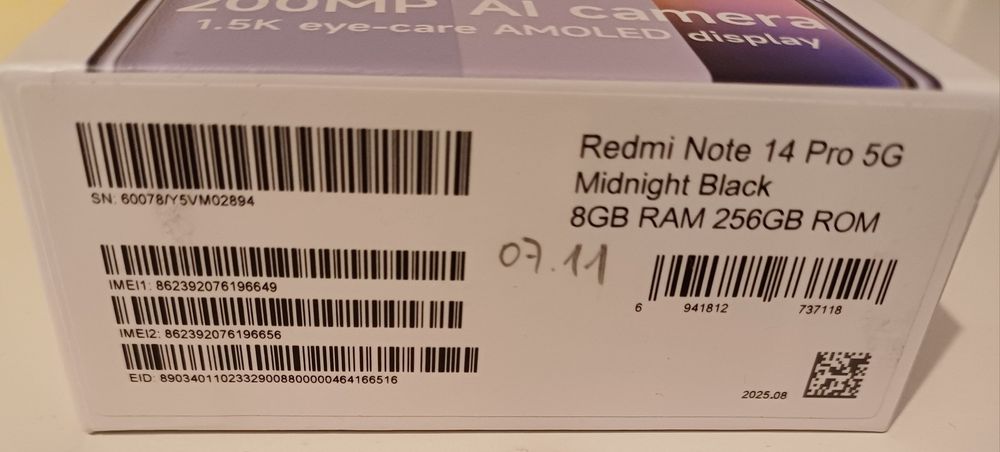 200MP AI camera
1.5K eye-care AMOLED display
SN: 60078/Y5VM02894
IMEI1: 862392076196649
IMEI2: 862392076196656
EID: 89034011023329008800000464166516
Redmi Note 14 Pro 5G
Midnight Black
8GB RAM 256GB ROM
07.11
6 941812 737118
2025.08